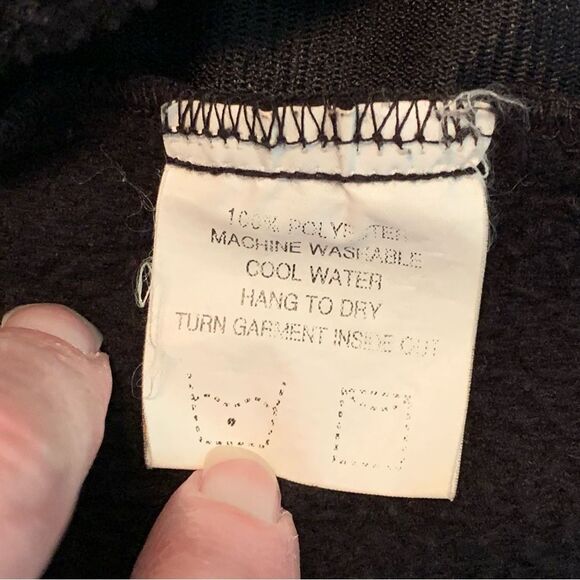 100% POLYESTER
MACHINE WASHABLE
COOL WATER
HANG TO DRY
TURN GARMENT INSIDE OUT